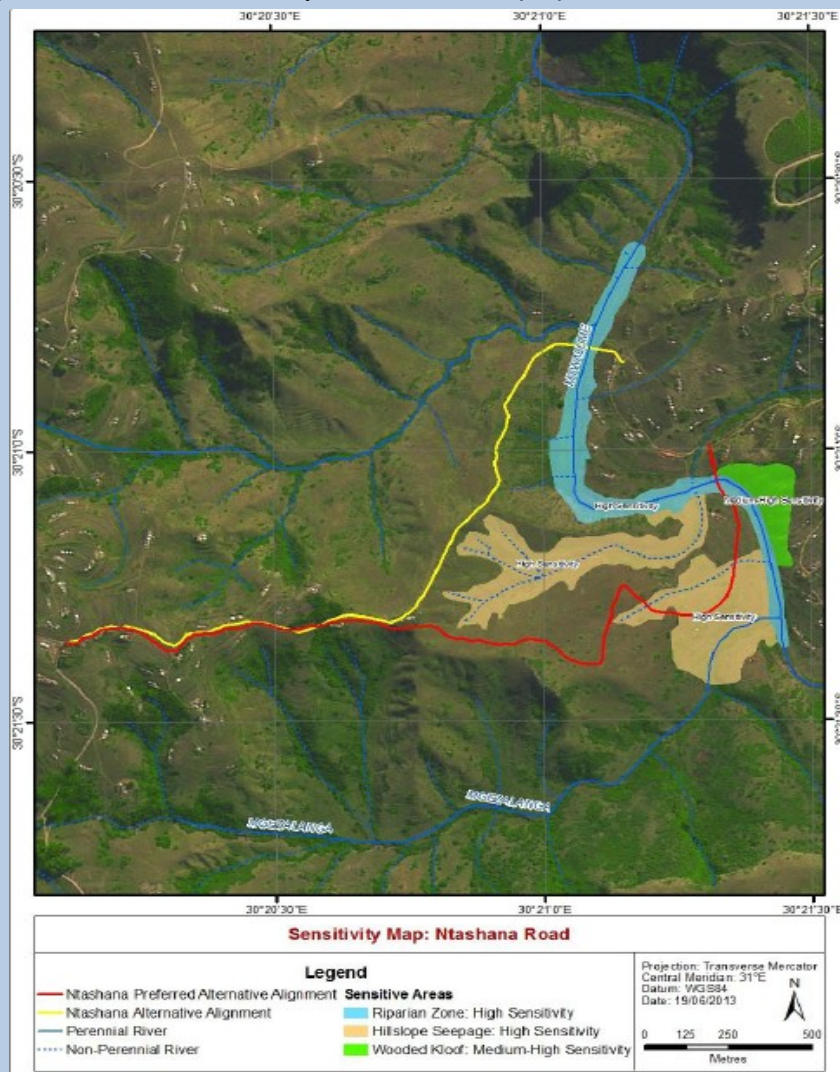 30°20'30"E 30°21'0"E 30°21'30"E
30°20'30"S
30°21'0"S
30°21'30"S
High Sensitivity
Medium-High Sensitivity
High Sensitivity
High Sensitivity
MGEZALANGA
MGEZALANGA
30°20'30"E 30°21'0"E 30°21'30"E
Sensitivity Map: Ntashana Road
Legend
Ntashana Preferred Alternative Alignment
Ntashana Alternative Alignment
Perennial River
Non-Perennial River
Sensitive Areas
Riparian Zone: High Sensitivity
Hillslope Seepage: High Sensitivity
Wooded Kloof: Medium-High Sensitivity
Projection: Transverse Mercator
Central Meridian: 31°E
Datum: WGS84
Date: 19/06/2013
N
0 125 250 500
Metres